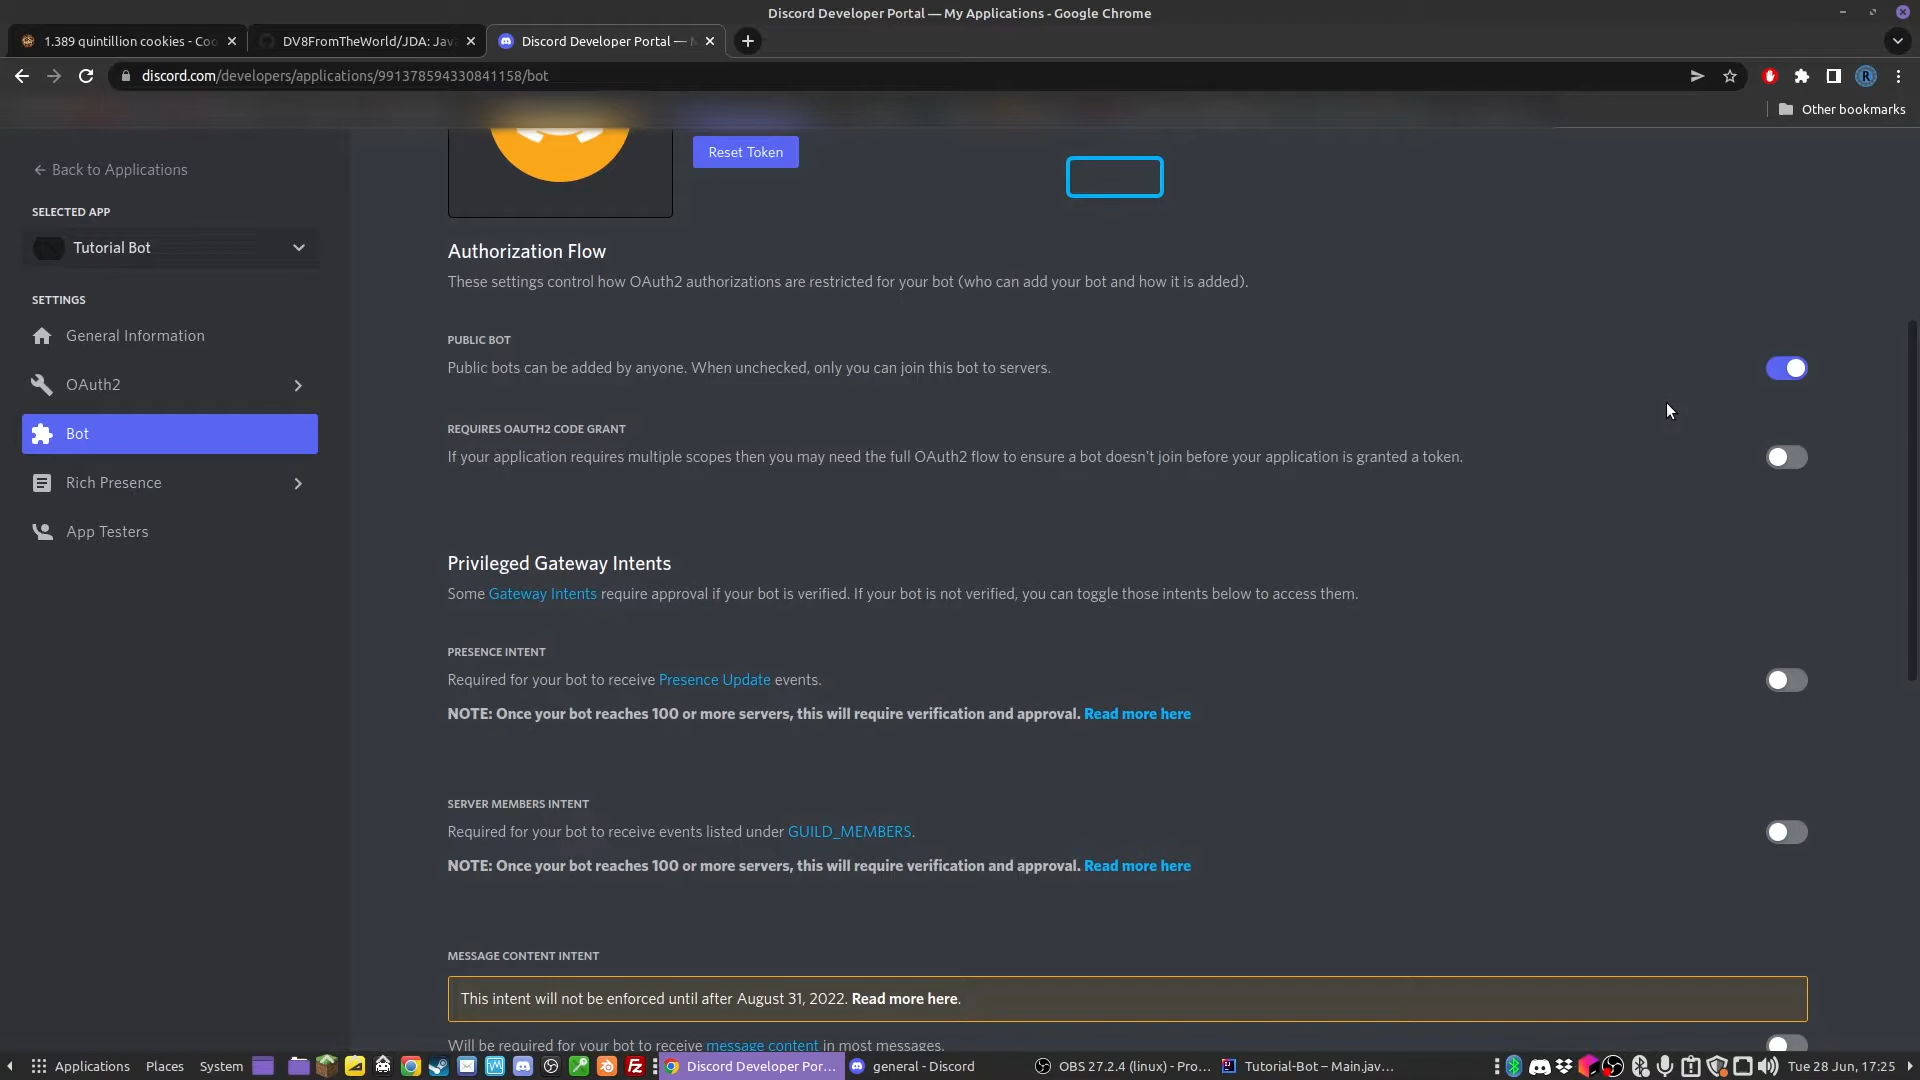 Discord Developer Portal — My Applications - Google Chrome
1.389 quintillion cookies - Coo
DV8FromTheWorld/JDA: Jav
Discord Developer Portal —
discord.com/developers/applications/991378594330841158/bot
R
Other bookmarks
Back to Applications
SELECTED APP
Tutorial Bot
SETTINGS
General Information
OAuth2
Bot
Rich Presence
App Testers
Reset Token
Authorization Flow
These settings control how OAuth2 authorizations are restricted for your bot (who can add your bot and how it is added).
PUBLIC BOT
Public bots can be added by anyone. When unchecked, only you can join this bot to servers.
REQUIRES OAUTH2 CODE GRANT
If your application requires multiple scopes then you may need the full OAuth2 flow to ensure a bot doesn't join before your application is granted a token.
Privileged Gateway Intents
Some Gateway Intents require approval if your bot is verified. If your bot is not verified, you can toggle those intents below to access them.
PRESENCE INTENT
Required for your bot to receive Presence Update events.
NOTE: Once your bot reaches 100 or more servers, this will require verification and approval. Read more here
SERVER MEMBERS INTENT
Required for your bot to receive events listed under GUILD_MEMBERS.
NOTE: Once your bot reaches 100 or more servers, this will require verification and approval. Read more here
MESSAGE CONTENT INTENT
This intent will not be enforced until after August 31, 2022. Read more here.
Will be required for your bot to receive message content in most messages.
Applications Places System Discord Developer Por... general - Discord OBS 27.2.4 (linux) - Pro... Tutorial-Bot – Main.jav... Tue 28 Jun, 17:25